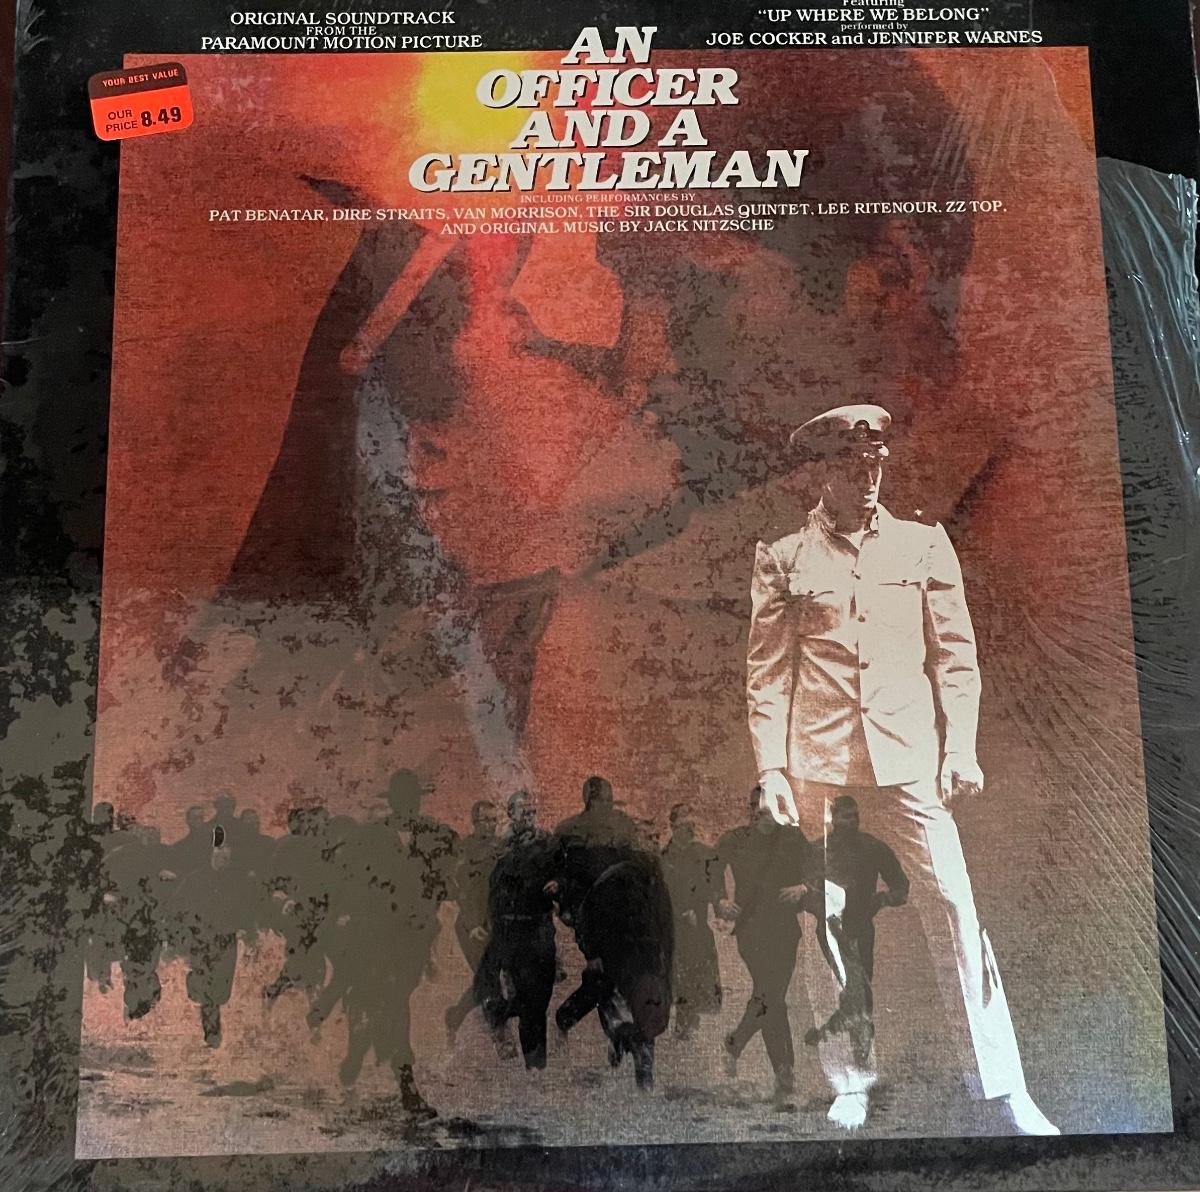 ORIGINAL SOUNDTRACK
FROM THE
PARAMOUNT MOTION PICTURE
Featuring
"UP WHERE WE BELONG"
performed by
JOE COCKER and JENNIFER WARNES
AN
OFFICER
AND A
GENTLEMAN
YOUR BEST VALUE
OUR
PRICE 8.49
INCLUDING PERFORMANCES BY
PAT BENATAR, DIRE STRAITS, VAN MORRISON, THE SIR DOUGLAS QUINTET, LEE RITENOUR, ZZ TOP,
AND ORIGINAL MUSIC BY JACK NITZSCHE